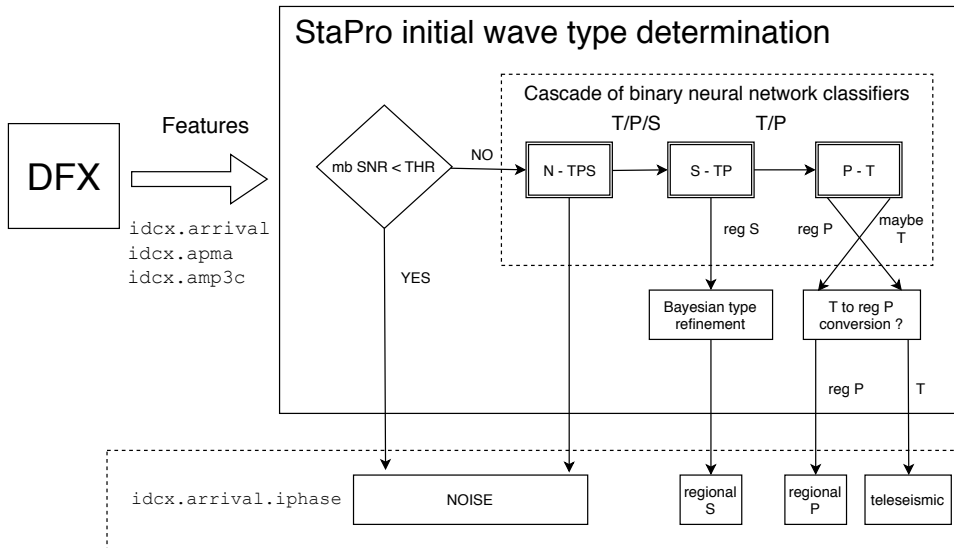 StaPro initial wave type determination
Cascade of binary neural network classifiers
T/P/S
T/P
Features
DFX
mb SNR < THR
NO
N - TPS
S - TP
P - T
idcx.arrival
idcx.apma
idcx.amp3c
reg S
reg P
maybe
T
YES
Bayesian type
refinement
T to reg P
conversion ?
reg P
T
idcx.arrival.iphase
NOISE
regional
S
regional
P
teleseismic